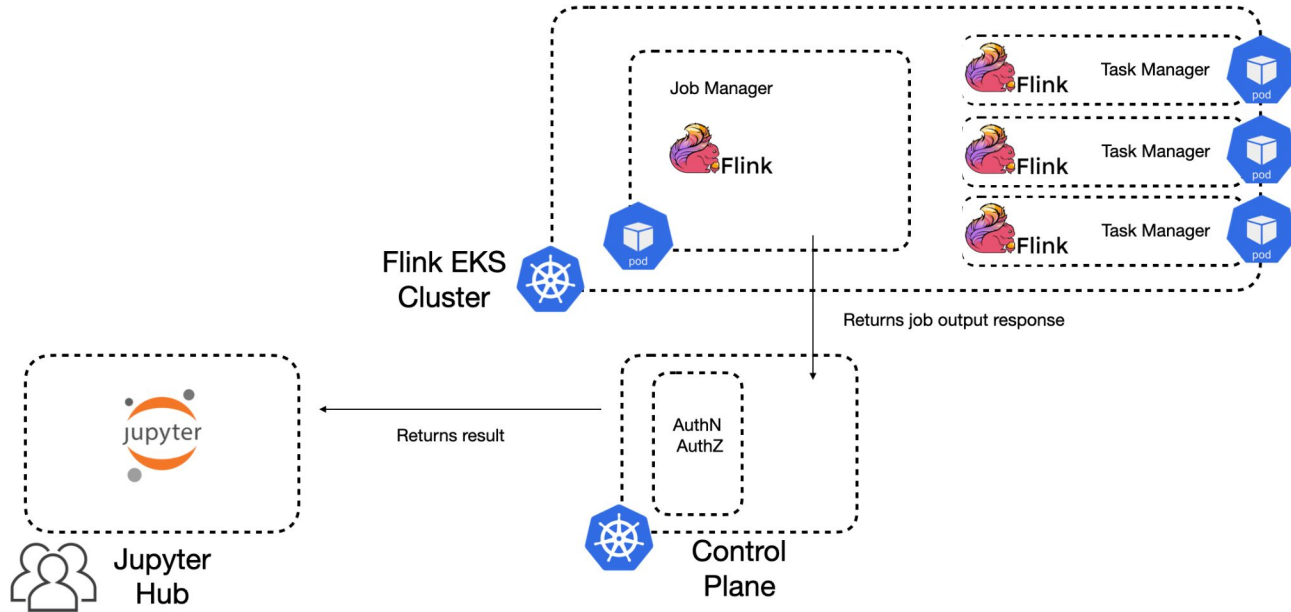 Job Manager
Flink
pod
Flink
Task Manager
pod
Flink
Task Manager
pod
Flink
Task Manager
pod
Flink EKS
Cluster
Returns job output response
jupyter
Returns result
AuthN
AuthZ
Jupyter
Hub
Control
Plane